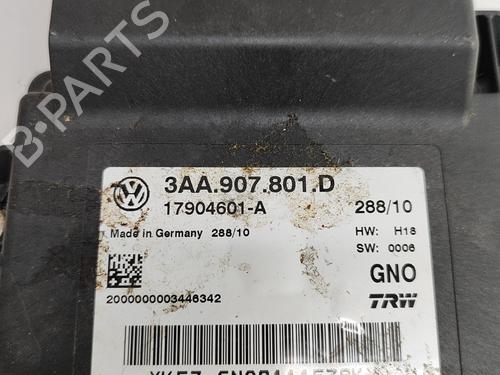 B-PARTS
3AA.907.801.D
17904601-A 288/10
Made in Germany 288/10 HW: H16
SW: 0006
GNO
2000000003446342 TRW